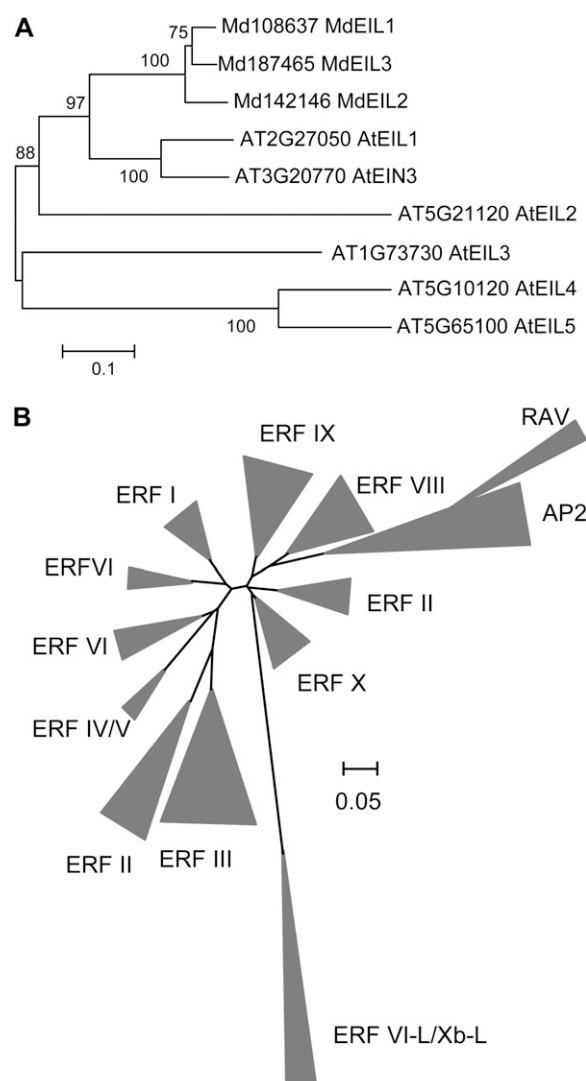 A
75
Md108637 MdEIL1
100
Md187465 MdEIL3
97
Md142146 MdEIL2
88
AT2G27050 AtEIL1
100
AT3G20770 AtEIN3
AT5G21120 AtEIL2
AT1G73730 AtEIL3
AT5G10120 AtEIL4
100
AT5G65100 AtEIL5
0.1
B
RAV
ERF IX
ERF VIII
ERF I
AP2
ERFVI
ERF II
ERF VI
ERF X
ERF IV/V
0.05
ERF II
ERF III
ERF VI-L/Xb-L